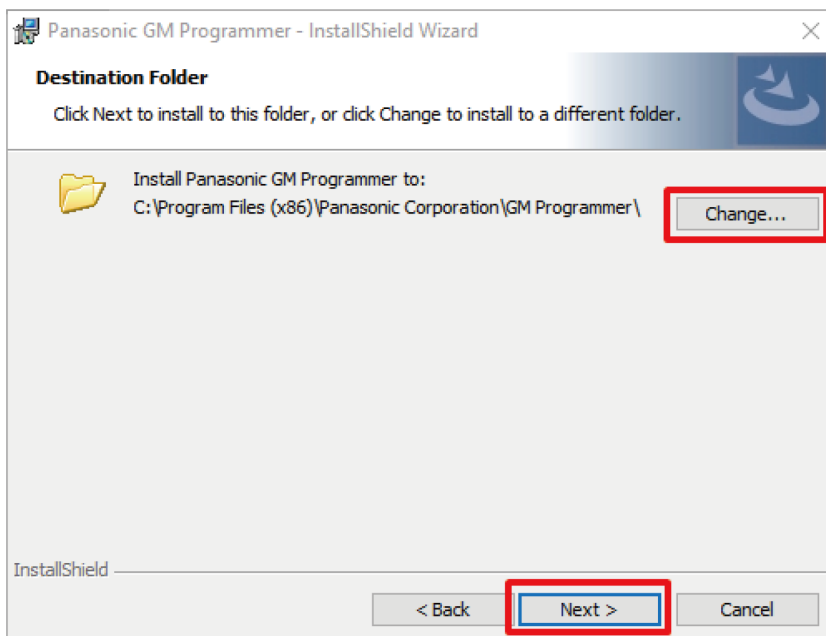 Panasonic GM Programmer - InstallShield Wizard
Destination Folder
Click Next to install to this folder, or click Change to install to a different folder.
Install Panasonic GM Programmer to:
C:\Program Files (x86)\Panasonic Corporation\GM Programmer\
Change...
InstallShield
< Back
Next >
Cancel